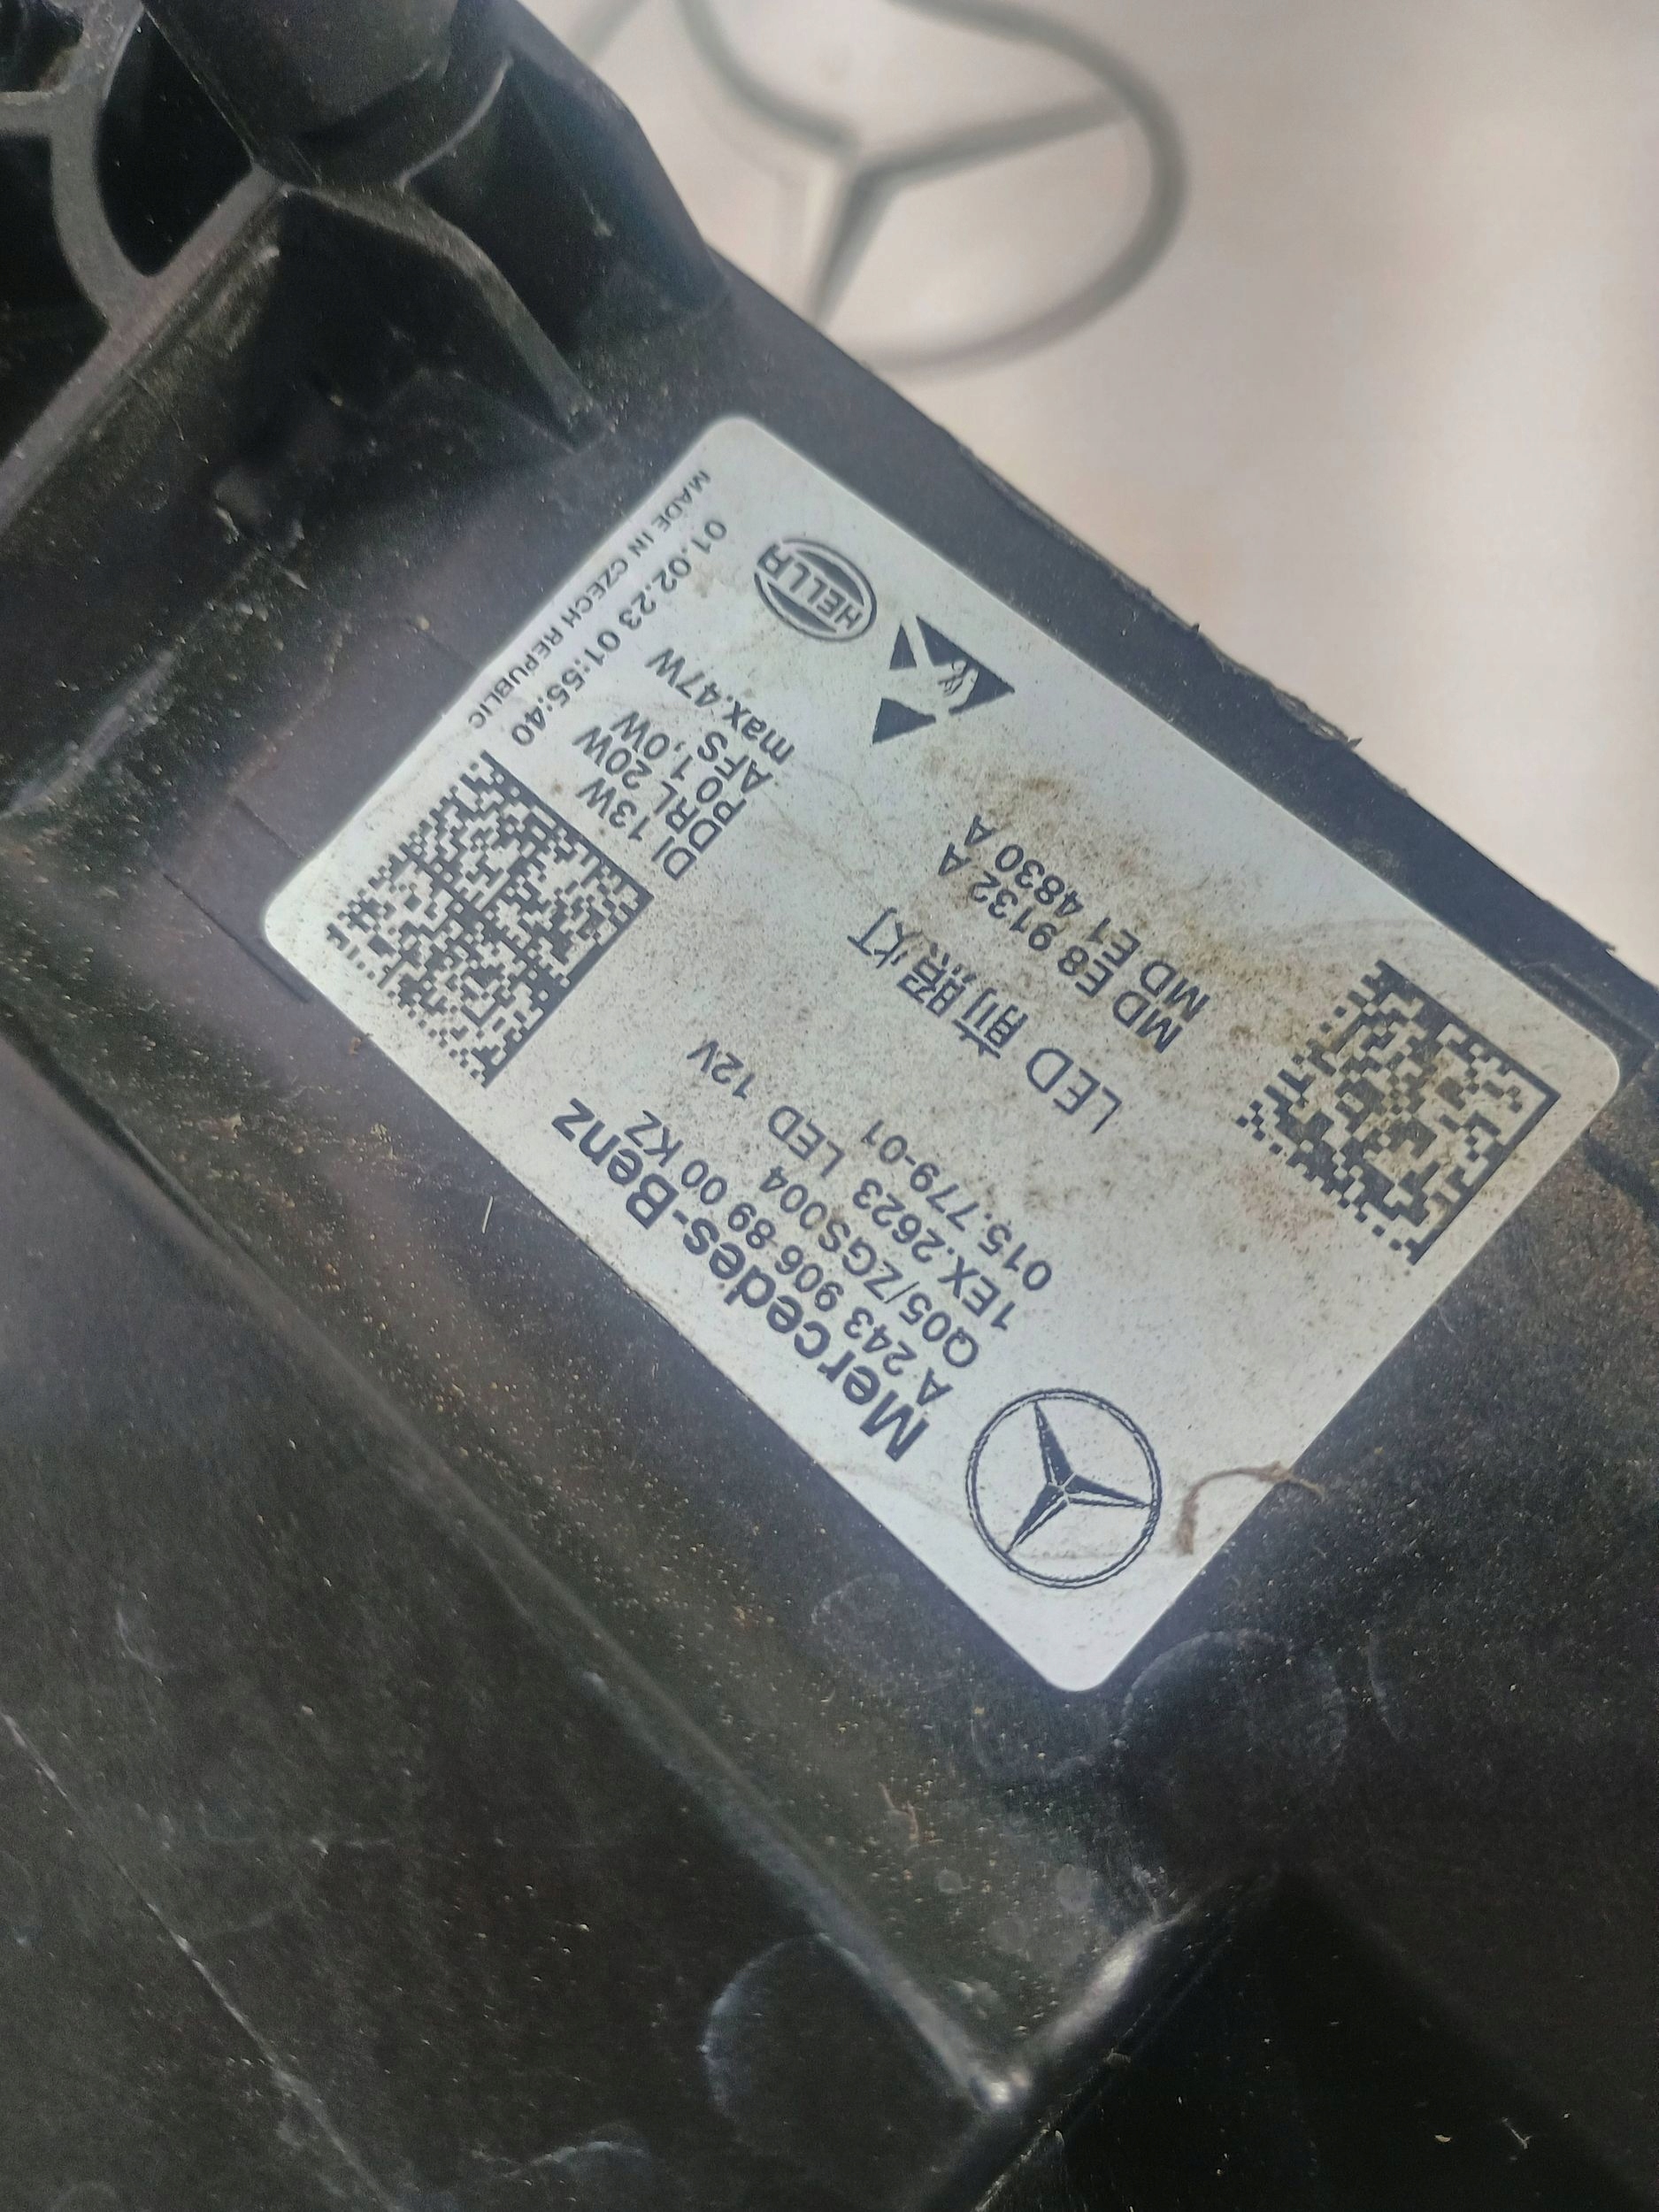 Mercedes-Benz
A 243 906 89 00 KZ
Q05/ZGS004 LED 12V
1EX.2623
015.779-01
LED 前照灯
MD E8 9132 A
MD E1 4830 A
DI 13W
DRL 20W
PO 1,0W
AFS max.47W
01.02.23 01:55:40
MADE IN CZECH REPUBLIC
HELLA